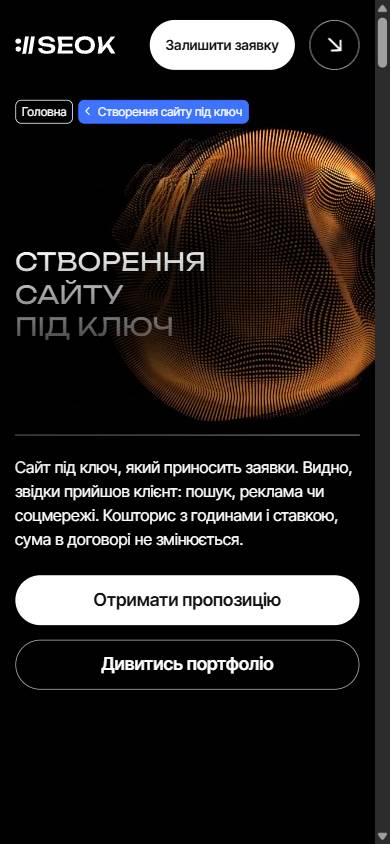 :// SEOK
Залишити заявку
Головна
Створення сайту під ключ
СТВОРЕННЯ
САЙТУ
ПІД КЛЮЧ
Сайт під ключ, який приносить заявки. Видно,
звідки прийшов клієнт: пошук, реклама чи
соцмережі. Кошторис з годинами і ставкою,
сума в договорі не змінюється.
Отримати пропозицію
Дивитись портфоліо